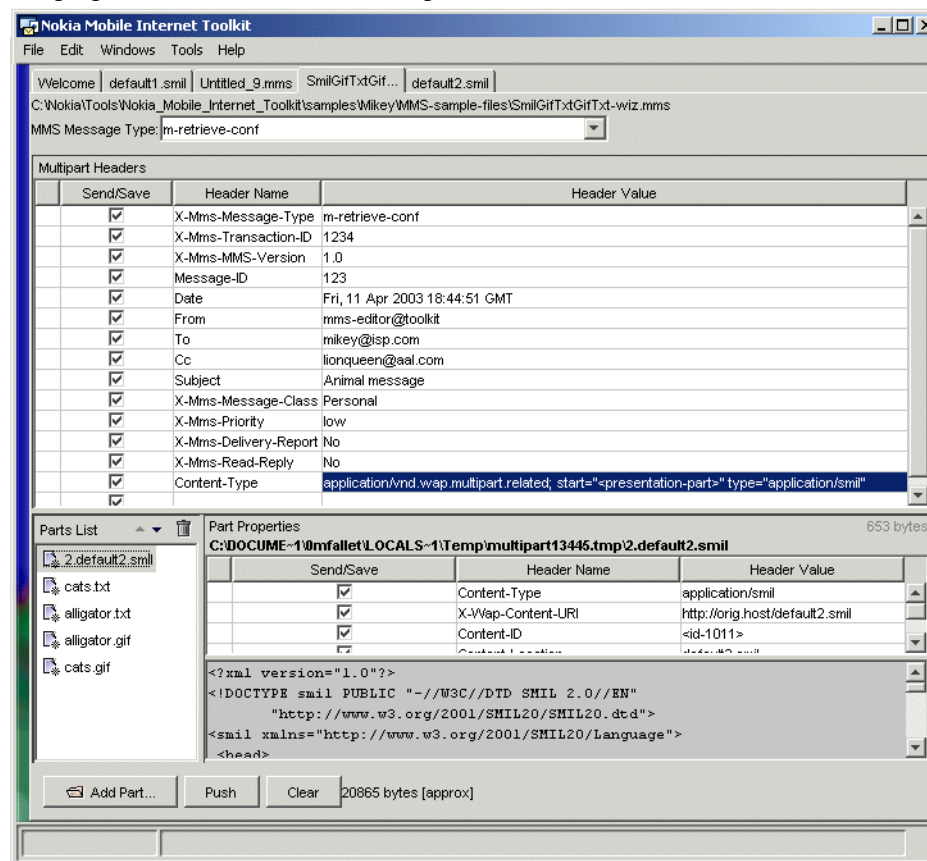 Nokia Mobile Internet Toolkit
File Edit Windows Tools Help
Welcome default1.smil Untitled_9.mms SmilGifTxtGif... default2.smil
C:\Nokia\Tools\Nokia_Mobile_Internet_Toolkit\samples\Mikey\MMS-sample-files\SmilGifTxtGifTxt-wiz.mms
MMS Message Type: m-retrieve-conf
Multipart Headers
Send/Save Header Name Header Value
X-Mms-Message-Type m-retrieve-conf
X-Mms-Transaction-ID 1234
X-Mms-MMS-Version 1.0
Message-ID 123
Date Fri, 11 Apr 2003 18:44:51 GMT
From mms-editor@toolkit
To mikey@isp.com
Cc lionqueen@aal.com
Subject Animal message
X-Mms-Message-Class Personal
X-Mms-Priority low
X-Mms-Delivery-Report No
X-Mms-Read-Reply No
Content-Type application/vnd.wap.multipart.related; start="<presentation-part>" type="application/smil"
Parts List
2.default2.smil
cats.txt
alligator.txt
alligator.gif
cats.gif
Part Properties 653 bytes
C:\DOCUME~1\0mfallet\LOCALS~1\Temp\multipart13445.tmp\2.default2.smil
Send/Save Header Name Header Value
Content-Type application/smil
X-Wap-Content-URI http://orig.host/default2.smil
Content-ID <id-1011>
Content-Location default2.smil
<?xml version="1.0"?>
<!DOCTYPE smil PUBLIC "-//W3C//DTD SMIL 2.0//EN"
"http://www.w3.org/2001/SMIL20/SMIL20.dtd">
<smil xmlns="http://www.w3.org/2001/SMIL20/Language">
<head>
Add Part... Push Clear 20865 bytes [approx]